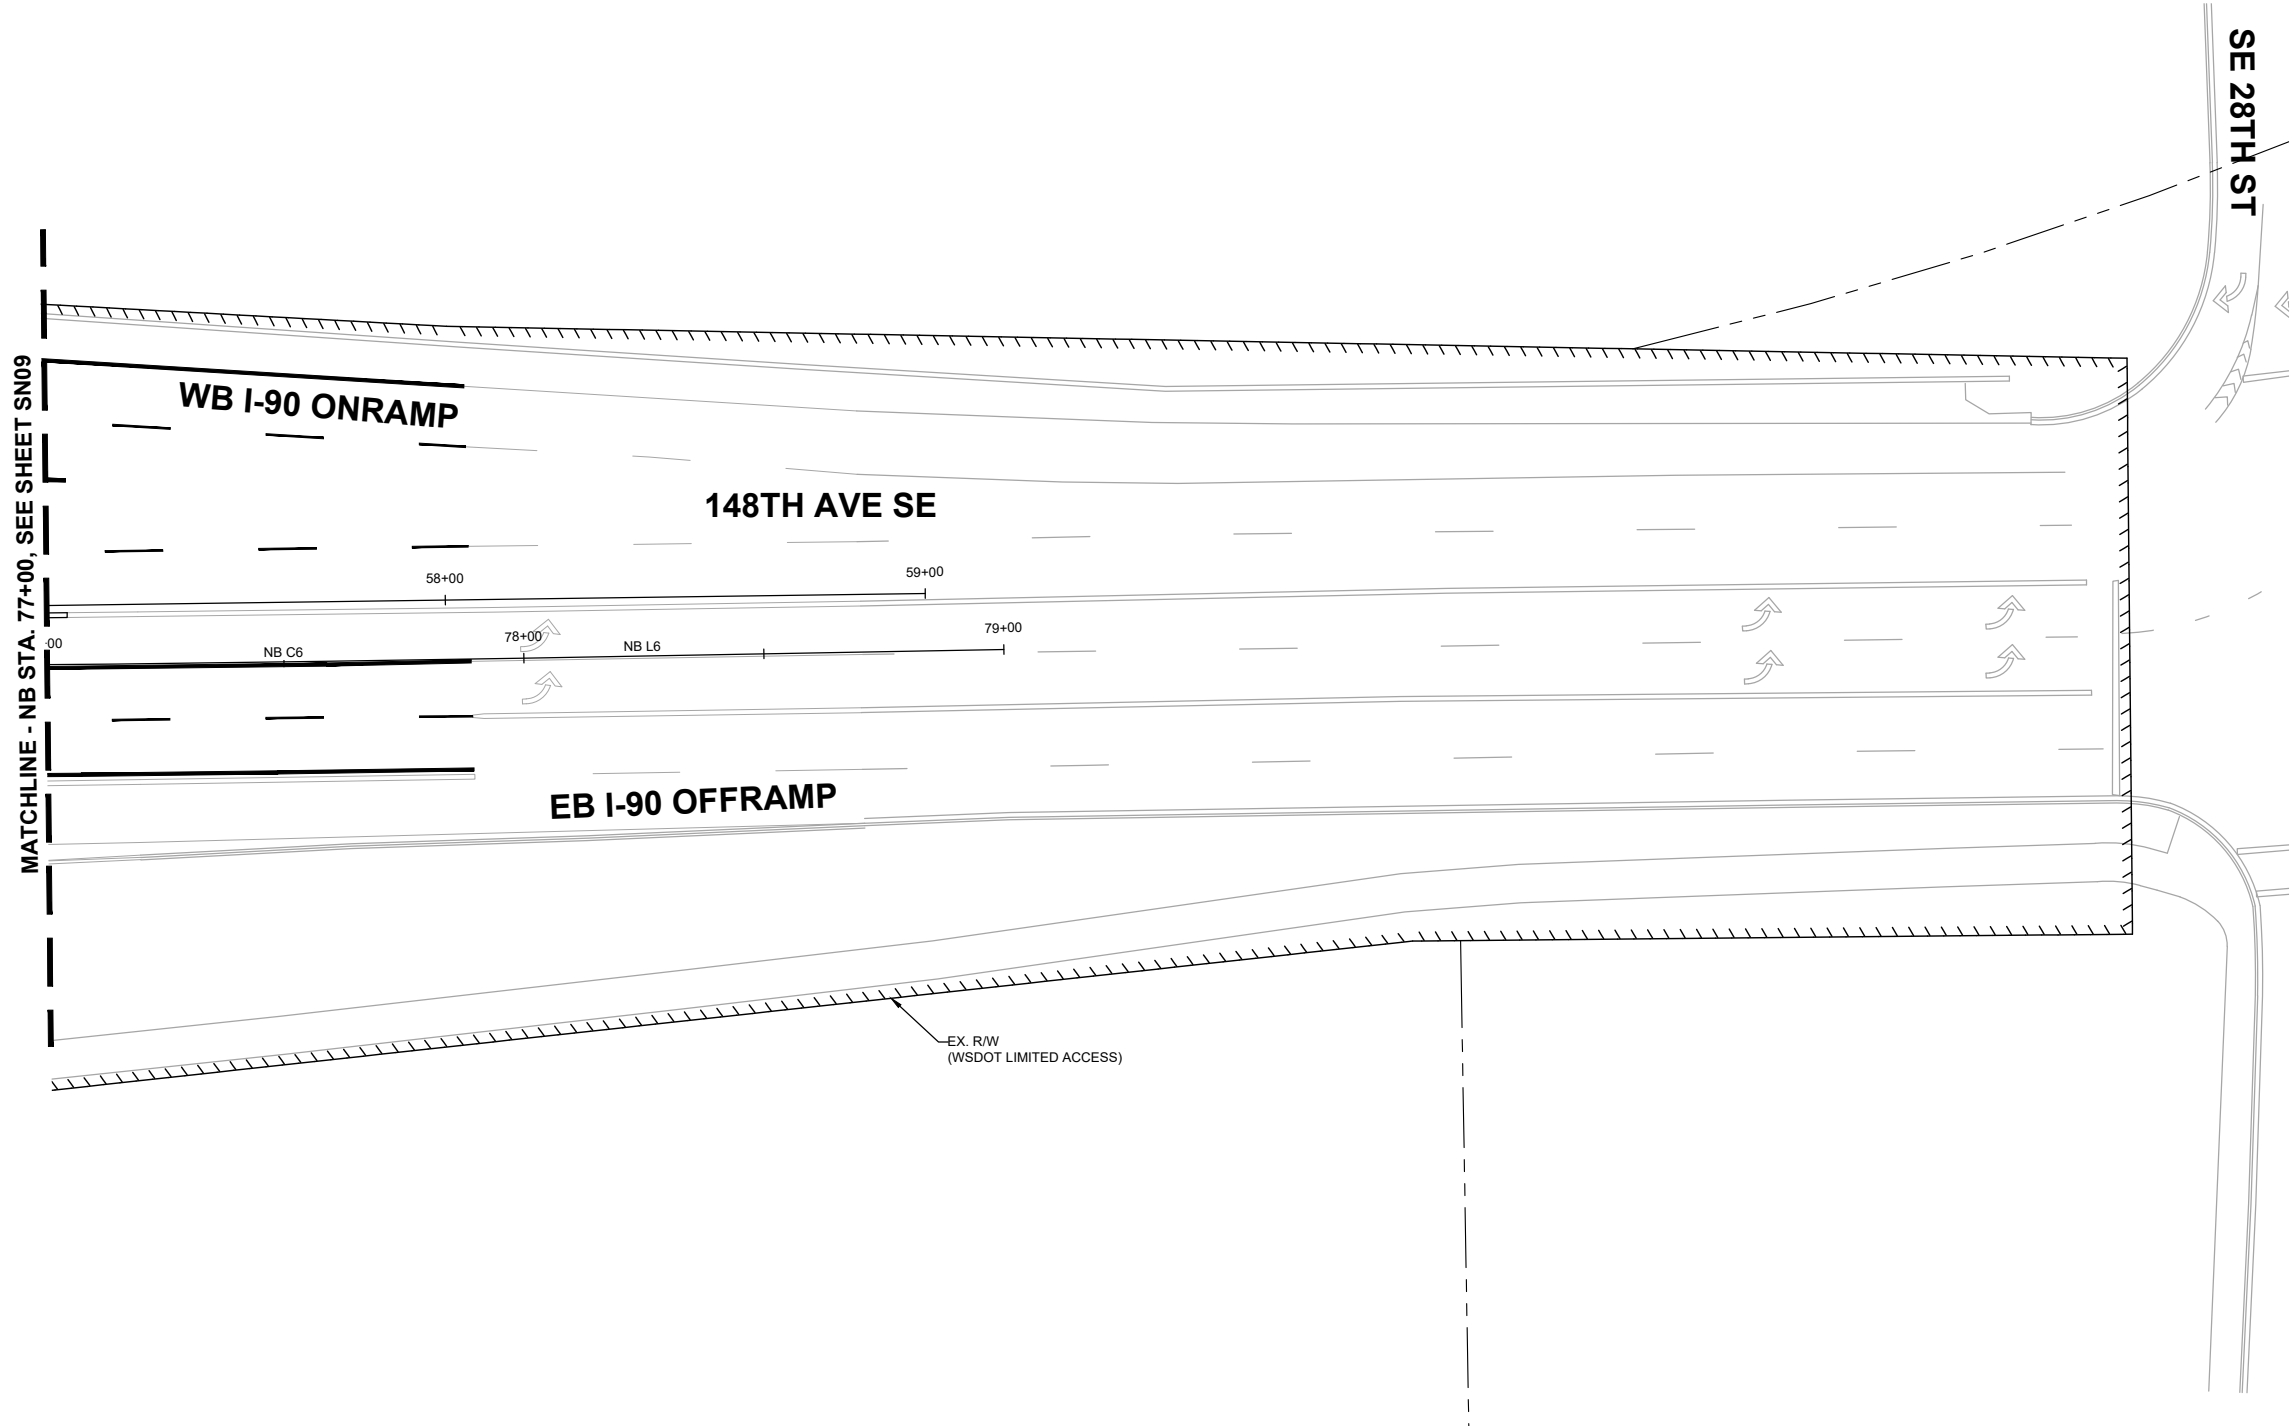 SE 28TH ST
MATCHLINE - NB STA. 77+00, SEE SHEET SN09
WB I-90 ONRAMP
148TH AVE SE
58+00
59+00
00
NB C6
78+00
NB L6
79+00
EB I-90 OFFRAMP
EX. R/W
(WSDOT LIMITED ACCESS)